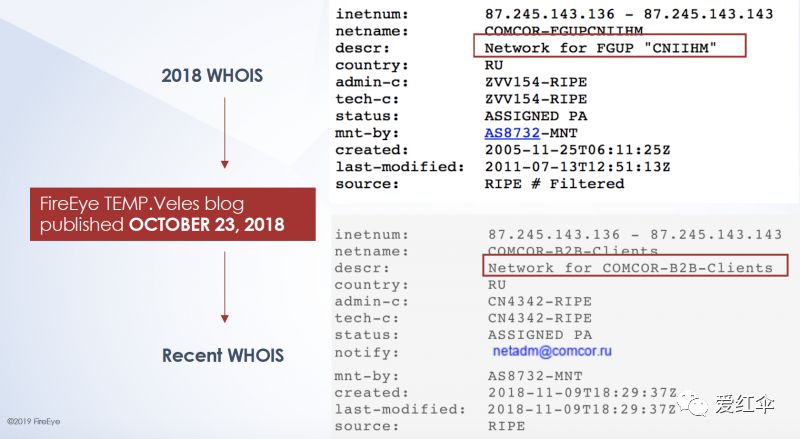 2018 WHOIS
FireEye TEMP.Veles blog
published OCTOBER 23, 2018
Recent WHOIS
inetnum: 87.245.143.136 - 87.245.143.143
netname: COMCOR-FGUPCNIIHM
descr: Network for FGUP "CNIIHM"
country: RU
admin-c: ZVV154-RIPE
tech-c: ZVV154-RIPE
status: ASSIGNED PA
mnt-by: AS8732-MNT
created: 2005-11-25T06:11:25Z
last-modified: 2011-07-13T12:51:13Z
source: RIPE # Filtered
inetnum: 87.245.143.136 - 87.245.143.143
netname: COMCOR-B2B-Clients
descr: Network for COMCOR-B2B-Clients
country: RU
admin-c: CN4342-RIPE
tech-c: CN4342-RIPE
status: ASSIGNED PA
notify: netadm@comcor.ru
mnt-by: AS8732-MNT
created: 2018-11-09T18:29:37Z
last-modified: 2018-11-09T18:29:37Z
source: RIPE
爱红伞
©2019 FireEye